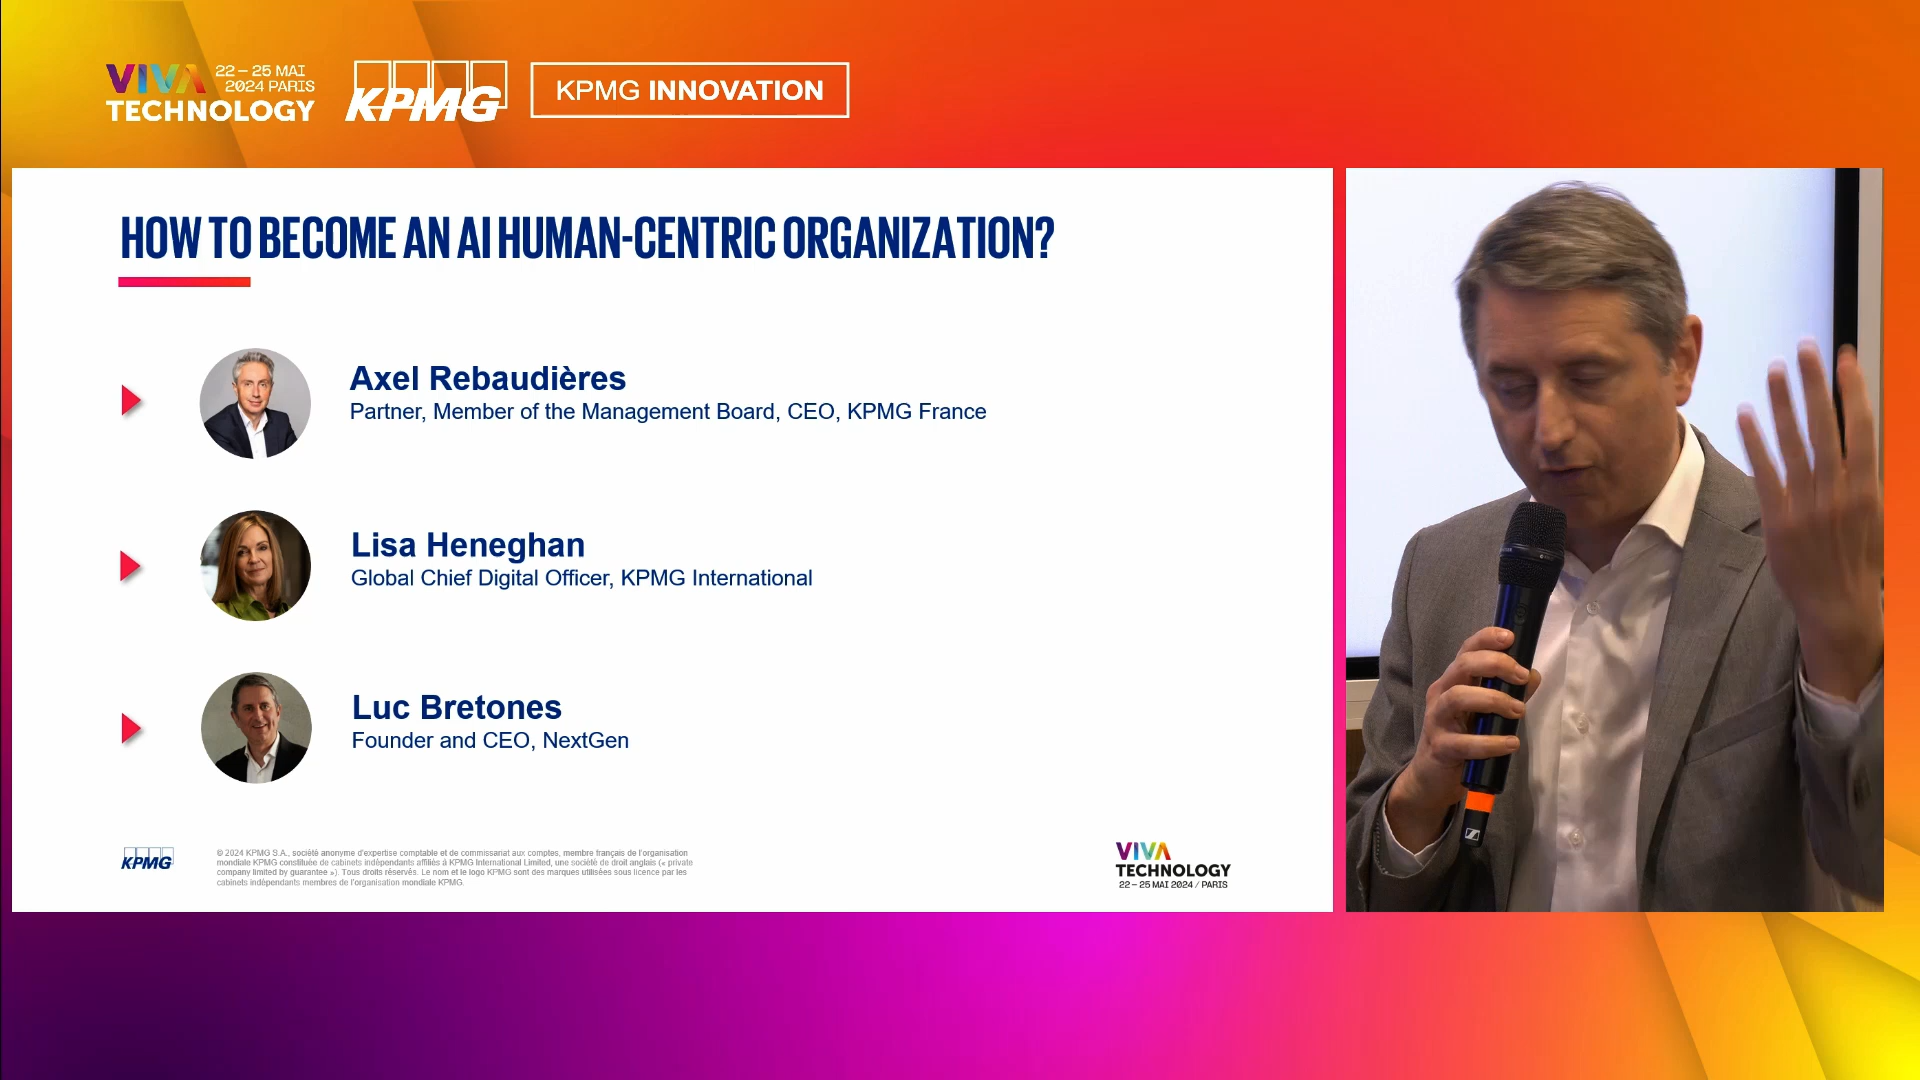 VIVA 22 – 25 MAI
2024 PARIS
TECHNOLOGY
KPMG
KPMG INNOVATION
HOW TO BECOME AN AI HUMAN-CENTRIC ORGANIZATION?
Axel Rebaudières
Partner, Member of the Management Board, CEO, KPMG France
Lisa Heneghan
Global Chief Digital Officer, KPMG International
Luc Bretones
Founder and CEO, NextGen
KPMG
© 2024 KPMG S.A., société anonyme d'expertise comptable et de commissariat aux comptes, membre français de l'organisation
mondiale KPMG constituée de cabinets indépendants affiliés à KPMG International Limited, une société de droit anglais (« private
company limited by guarantee »). Tous droits réservés. Le nom et le logo KPMG sont des marques utilisées sous licence par les
cabinets indépendants membres de l'organisation mondiale KPMG.
VIVA
TECHNOLOGY
22 – 25 MAI 2024 / PARIS